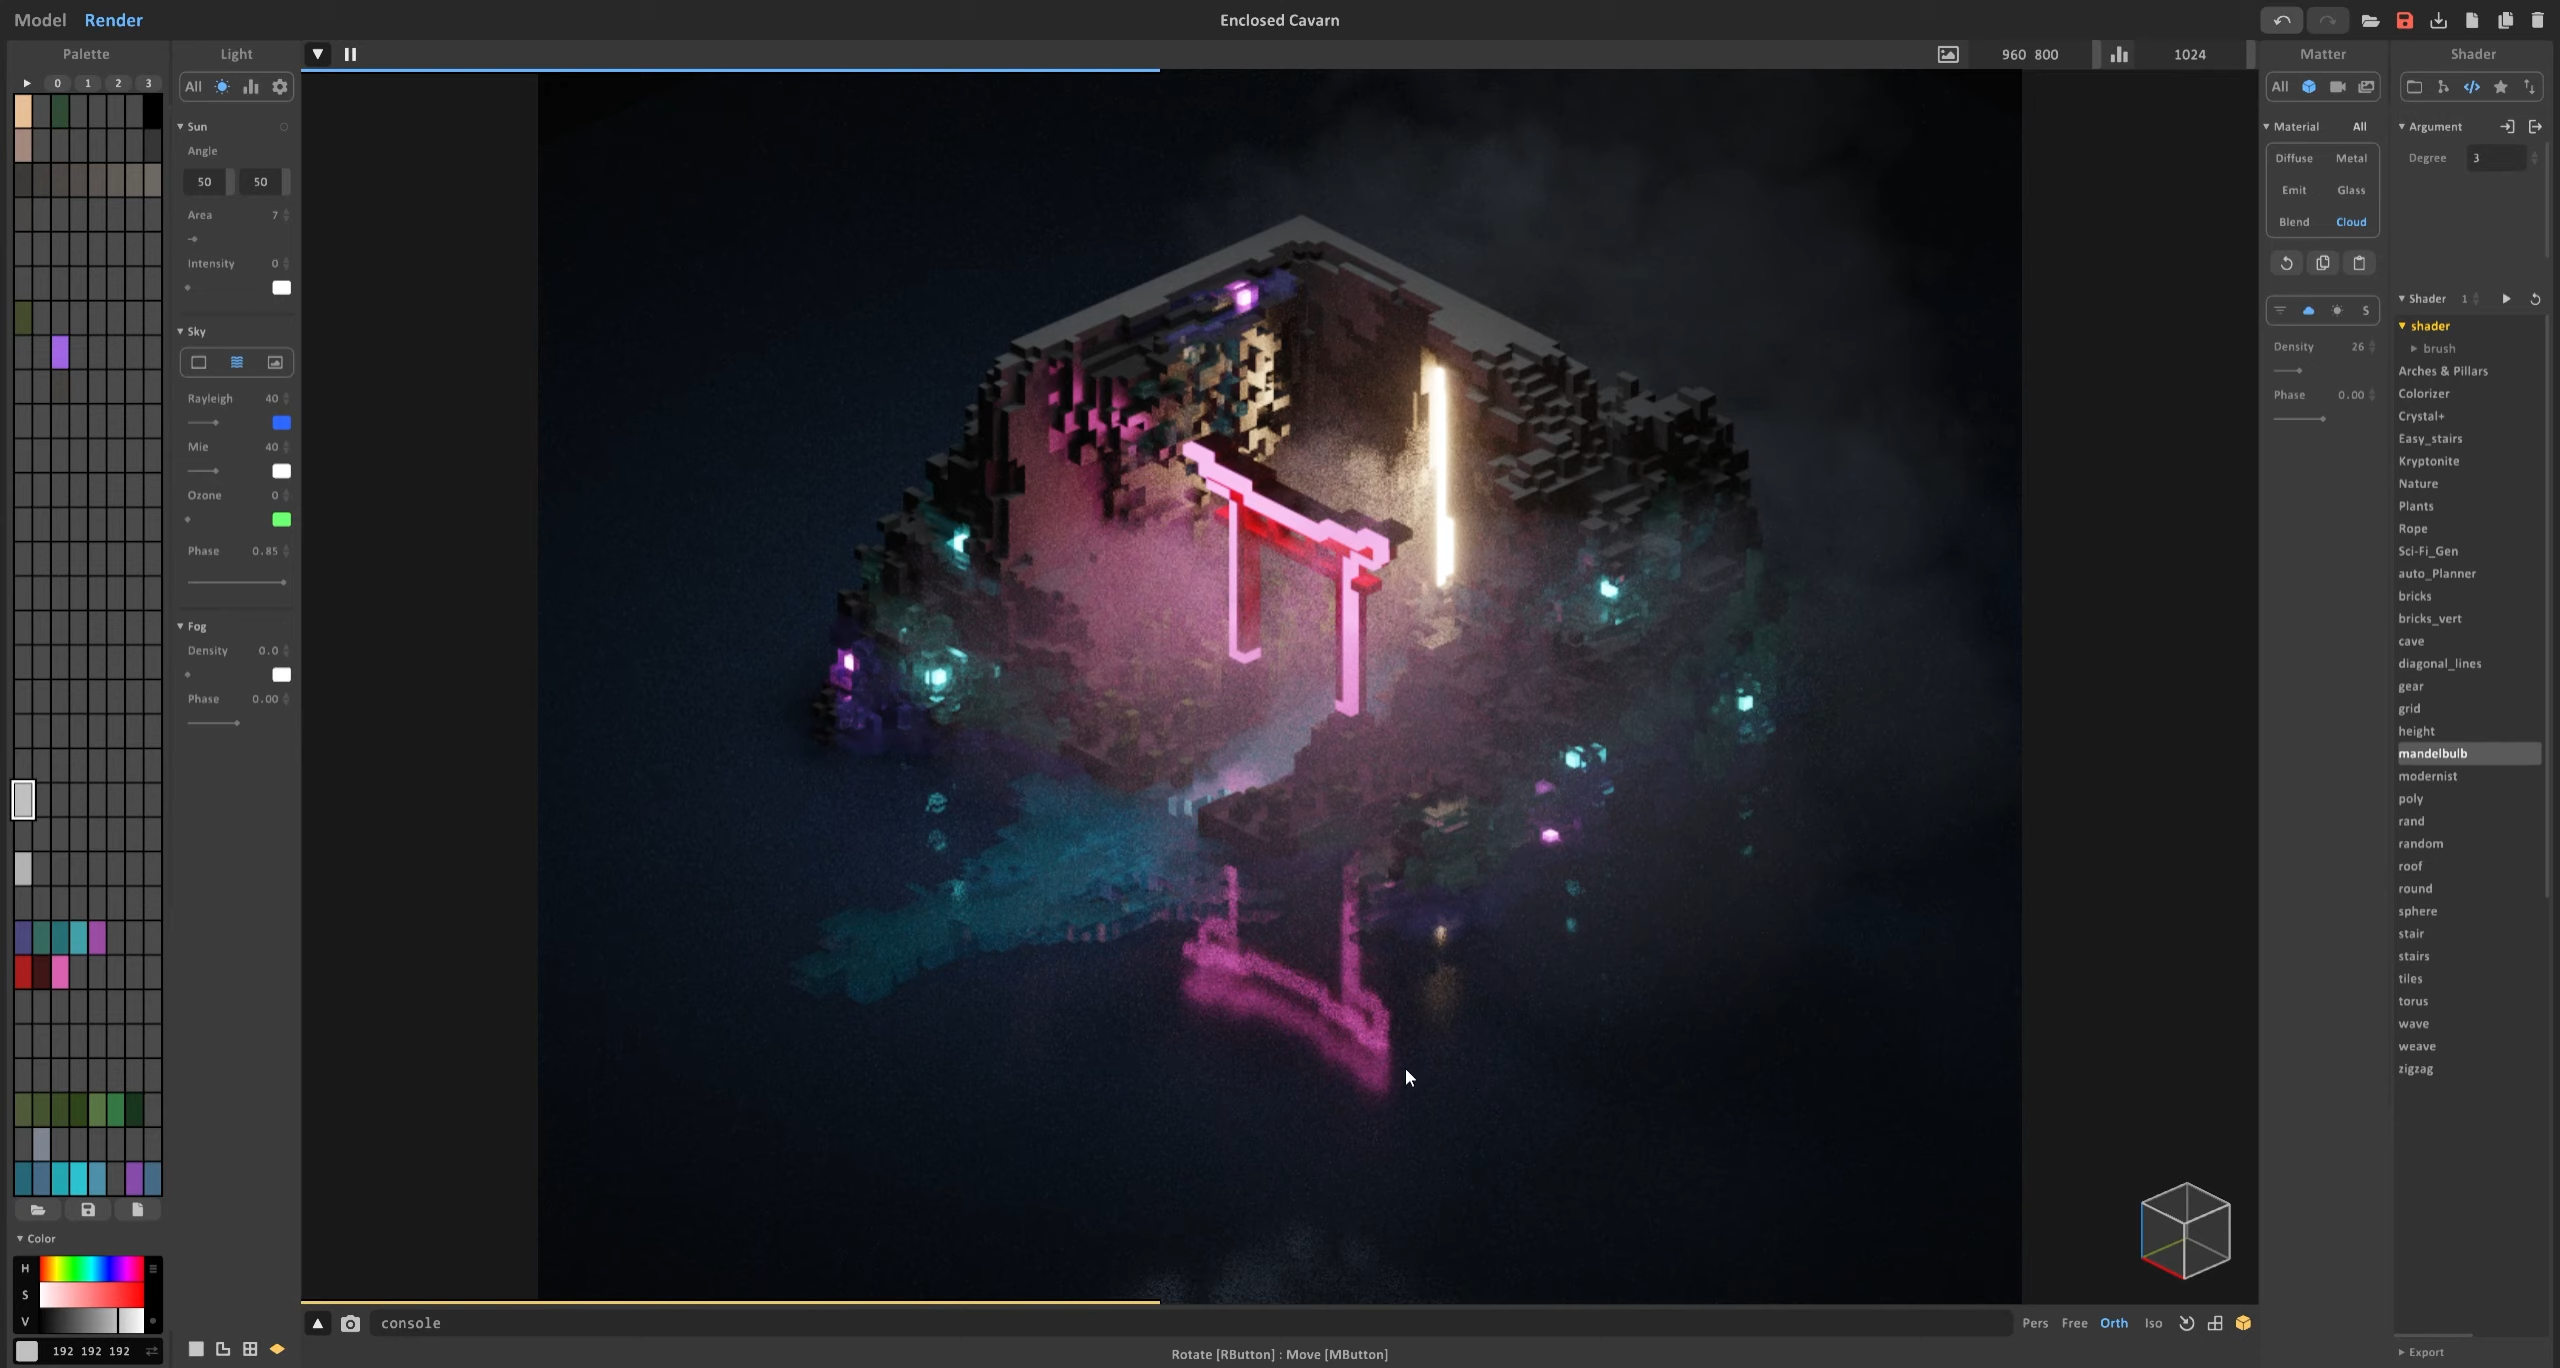 Model Render
Enclosed Cavarn
Palette
0 1 2 3
Color
H
S
V
192 192 192
Light
All
Sun
Angle
50 50
Area 7
Intensity 0
Sky
Rayleigh 40
Mie 40
Ozone 0
Phase 0.85
Fog
Density 0.0
Phase 0.00
960 800
1024
console
Pers Free Orth Iso
Rotate [RButton] : Move [MButton]
Matter
All
Material All
Diffuse Metal
Emit Glass
Blend Cloud
S
Density 26
Phase 0.00
Shader
Argument
Degree 3
Shader 1
shader
brush
Arches & Pillars
Colorizer
Crystal+
Easy_stairs
Kryptonite
Nature
Plants
Rope
Sci-Fi_Gen
auto_Planner
bricks
bricks_vert
cave
diagonal_lines
gear
grid
height
mandelbulb
modernist
poly
rand
random
roof
round
sphere
stair
stairs
tiles
torus
wave
weave
zigzag
Export